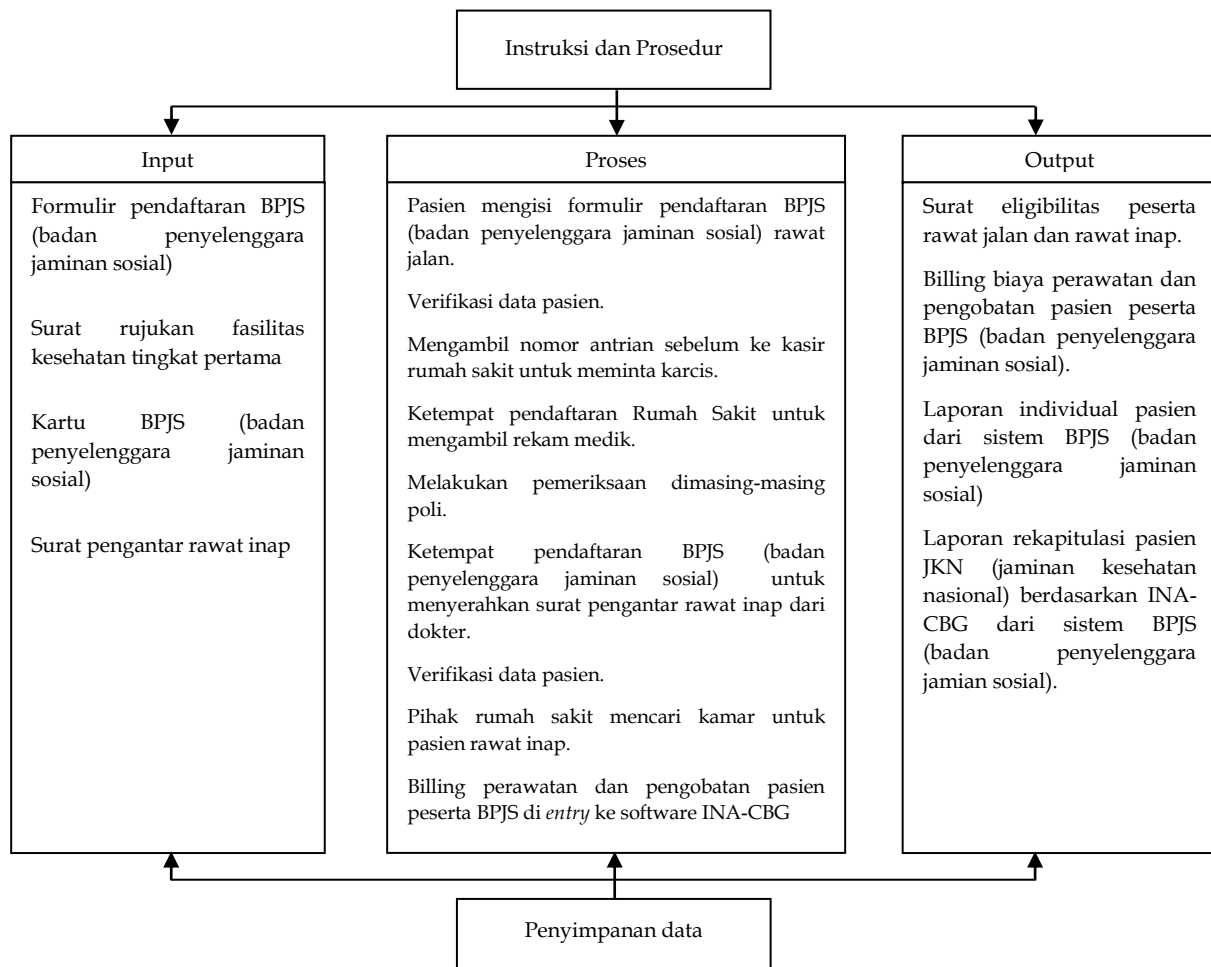 Instruksi dan Prosedur
Input
Formulir pendaftaran BPJS
(badan penyelenggara
jaminan sosial)
Surat rujukan fasilitas
kesehatan tingkat pertama
Kartu BPJS (badan
penyelenggara jaminan
sosial)
Surat pengantar rawat inap
Proses
Pasien mengisi formulir pendaftaran BPJS
(badan penyelenggara jaminan sosial) rawat
jalan.
Verifikasi data pasien.
Mengambil nomor antrian sebelum ke kasir
rumah sakit untuk meminta karcis.
Ketempat pendaftaran Rumah Sakit untuk
mengambil rekam medik.
Melakukan pemeriksaan dimasing-masing
poli.
Ketempat pendaftaran BPJS (badan
penyelenggara jaminan sosial) untuk
menyerahkan surat pengantar rawat inap dari
dokter.
Verifikasi data pasien.
Pihak rumah sakit mencari kamar untuk
pasien rawat inap.
Billing perawatan dan pengobatan pasien
peserta BPJS di entry ke software INA-CBG
Output
Surat eligibilitas peserta
rawat jalan dan rawat inap.
Billing biaya perawatan dan
pengobatan pasien peserta
BPJS (badan penyelenggara
jaminan sosial).
Laporan individual pasien
dari sistem BPJS (badan
penyelenggara jaminan
sosial)
Laporan rekapitulasi pasien
JKN (jaminan kesehatan
nasional) berdasarkan INA-
CBG dari sistem BPJS
(badan penyelenggara
jamian sosial).
Penyimpanan data